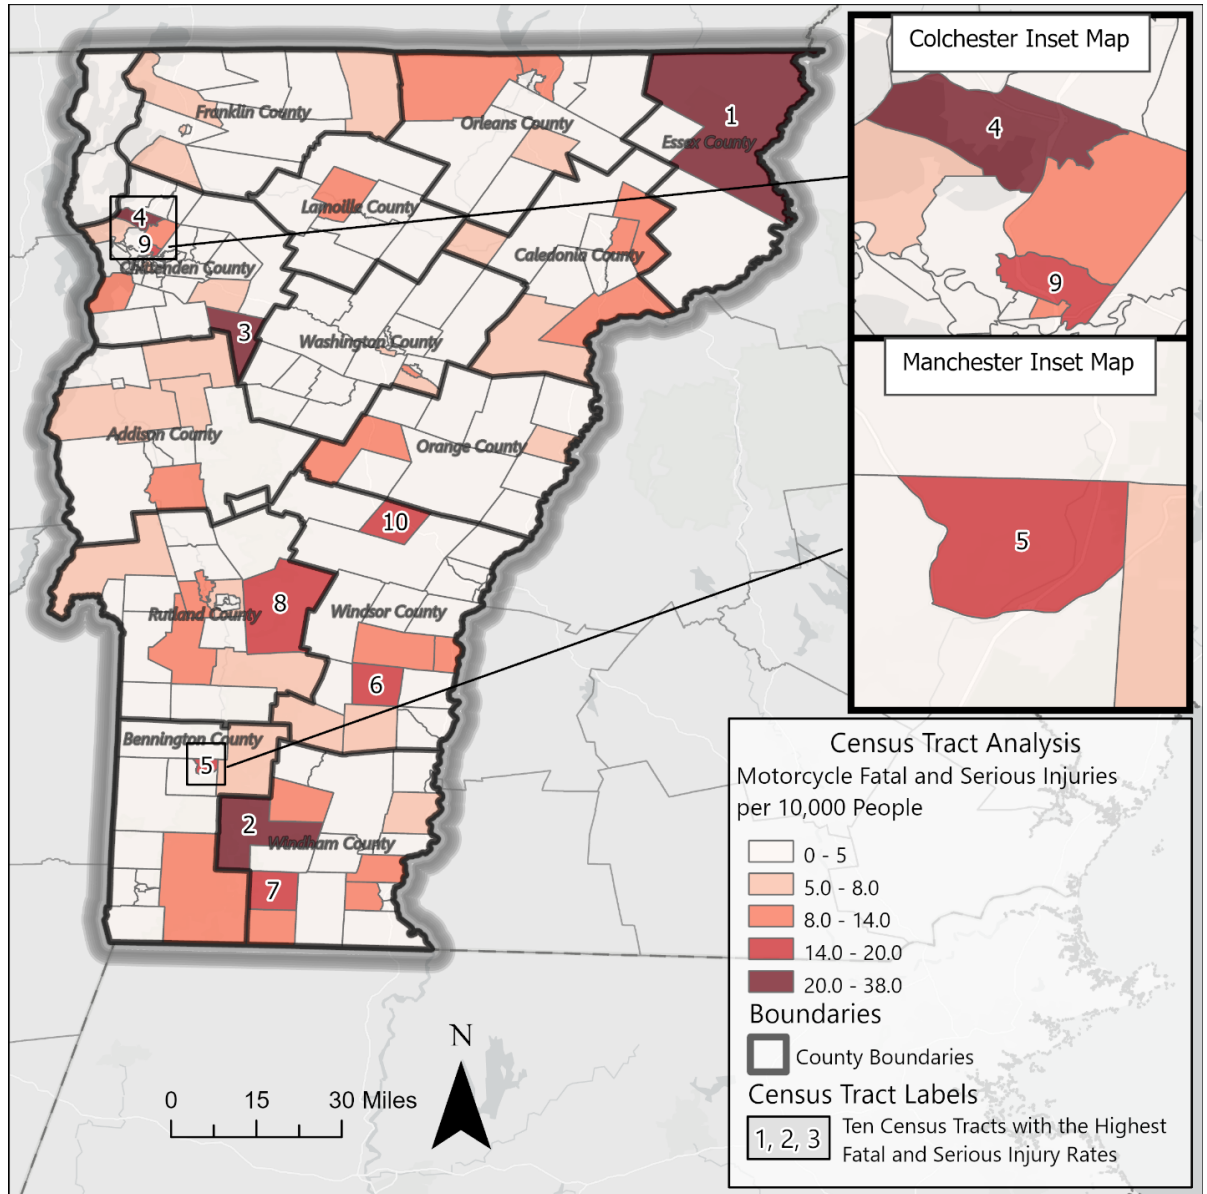 Colchester Inset Map
4
9
Manchester Inset Map
5
Franklin County
Orleans County
1
Essex County
Lamoille County
4
9
Chittenden County
Caledonia County
3
Washington County
Addison County
Orange County
10
8
Rutland County
Windsor County
6
Bennington County
5
2
Windham County
7
Census Tract Analysis
Motorcycle Fatal and Serious Injuries
per 10,000 People
0 - 5
5.0 - 8.0
8.0 - 14.0
14.0 - 20.0
20.0 - 38.0
Boundaries
County Boundaries
Census Tract Labels
1, 2, 3
Ten Census Tracts with the Highest
Fatal and Serious Injury Rates
N
0 15 30 Miles